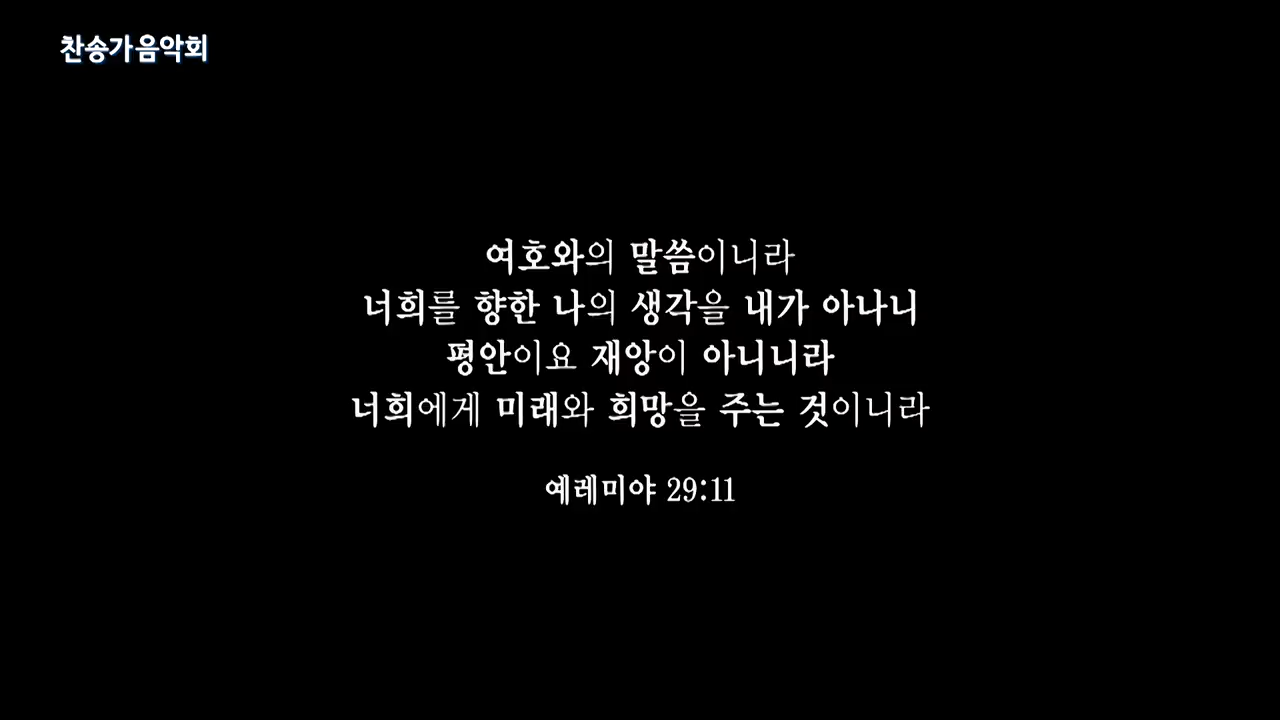 찬송가음악회
여호와의 말씀이니라
너희를 향한 나의 생각을 내가 아나니
평안이요 재앙이 아니니라
너희에게 미래와 희망을 주는 것이니라
예레미야 29:11